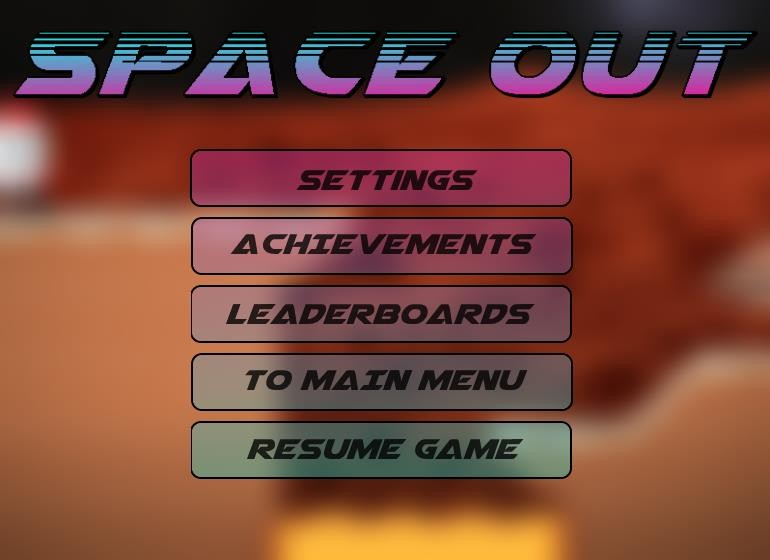 SPACE OUT
SETTINGS
ACHIEVEMENTS
LEADERBOARDS
TO MAIN MENU
RESUME GAME